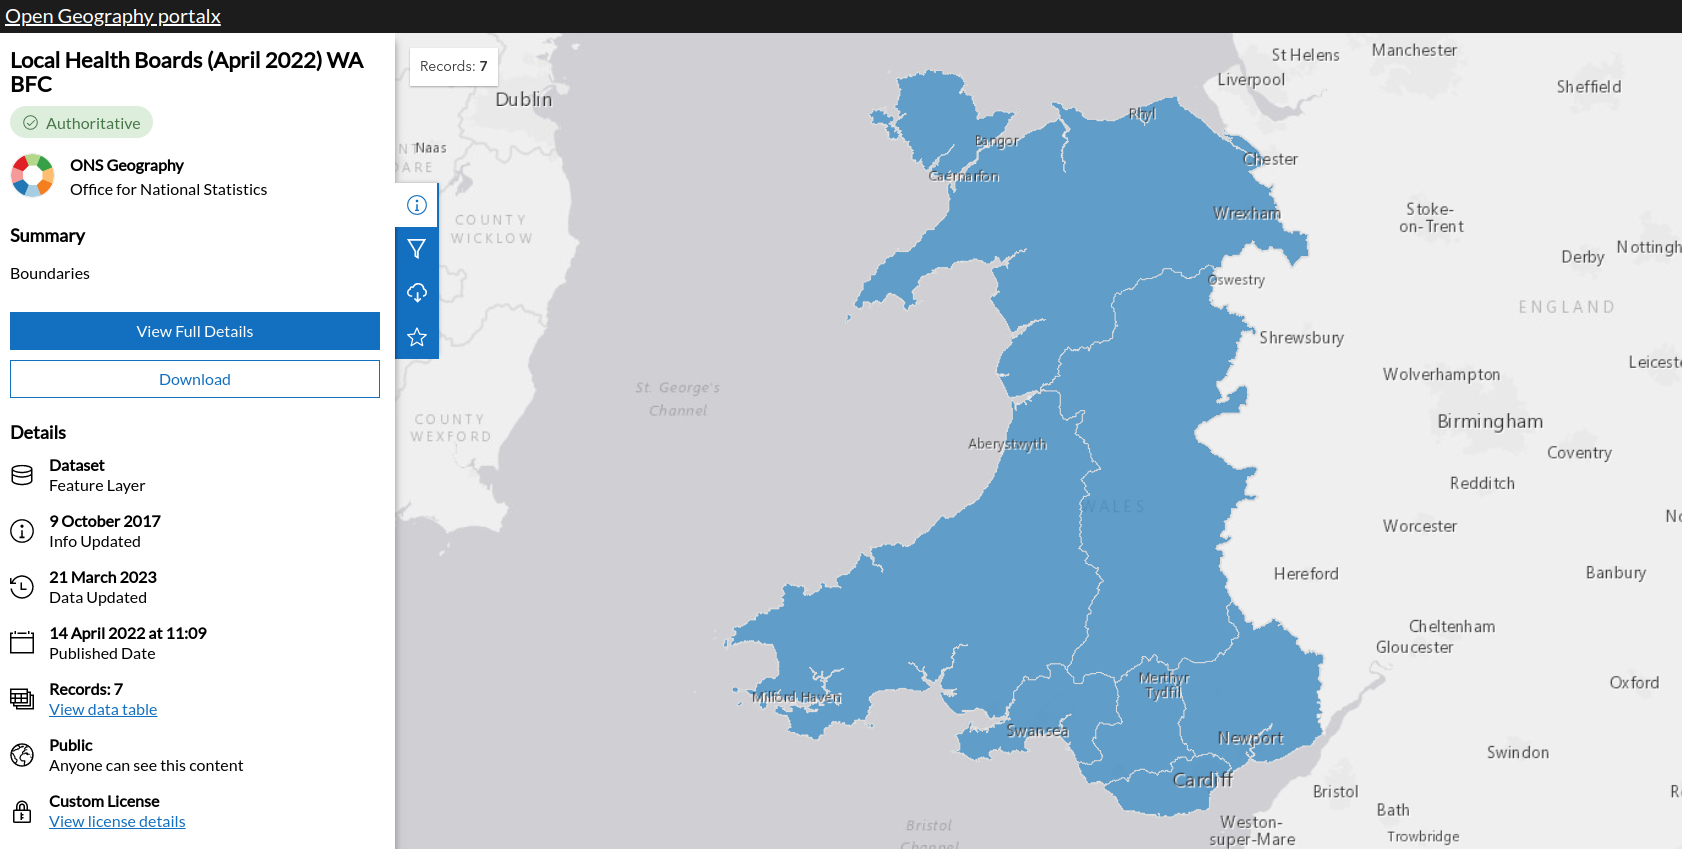 Open Geography portalx
Local Health Boards (April 2022) WA
BFC
Authoritative
ONS Geography
Office for National Statistics
Summary
Boundaries
View Full Details
Download
Details
Dataset
Feature Layer
9 October 2017
Info Updated
21 March 2023
Data Updated
14 April 2022 at 11:09
Published Date
Records: 7
View data table
Public
Anyone can see this content
Custom License
View license details
Records: 7
Dublin
Naas
COUNTY
WICKLOW
COUNTY
WEXFORD
St. George's
Channel
Bristol
Channel
St Helens
Manchester
Liverpool
Sheffield
Rhyl
Bangor
Chester
Caernarfon
Wrexham
Stoke-
on-Trent
Derby
Nottingh
Oswestry
ENGLAND
Shrewsbury
Leiceste
Wolverhampton
Birmingham
Aberystwyth
Coventry
Redditch
WALES
Worcester
Hereford
Banbury
Cheltenham
Gloucester
Merthyr
Tydfil
Oxford
Milford Haven
Swansea
Newport
Swindon
Cardiff
Bristol
Bath
Weston-
super-Mare
Trowbridge